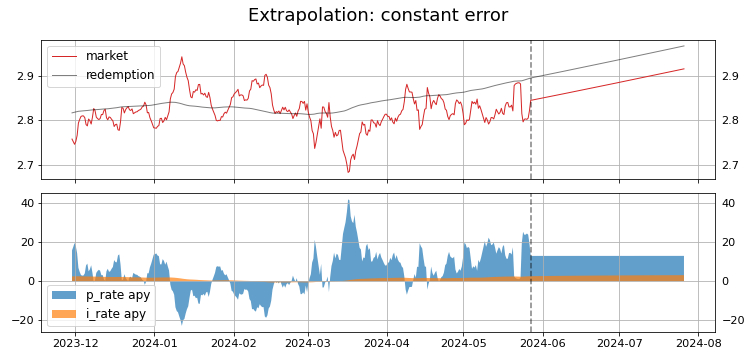 Extrapolation: constant error
market
redemption
2.9
2.8
2.7
2.9
2.8
2.7
40
20
0
−20
40
20
0
−20
p_rate apy
i_rate apy
2023-12 2024-01 2024-02 2024-03 2024-04 2024-05 2024-06 2024-07 2024-08